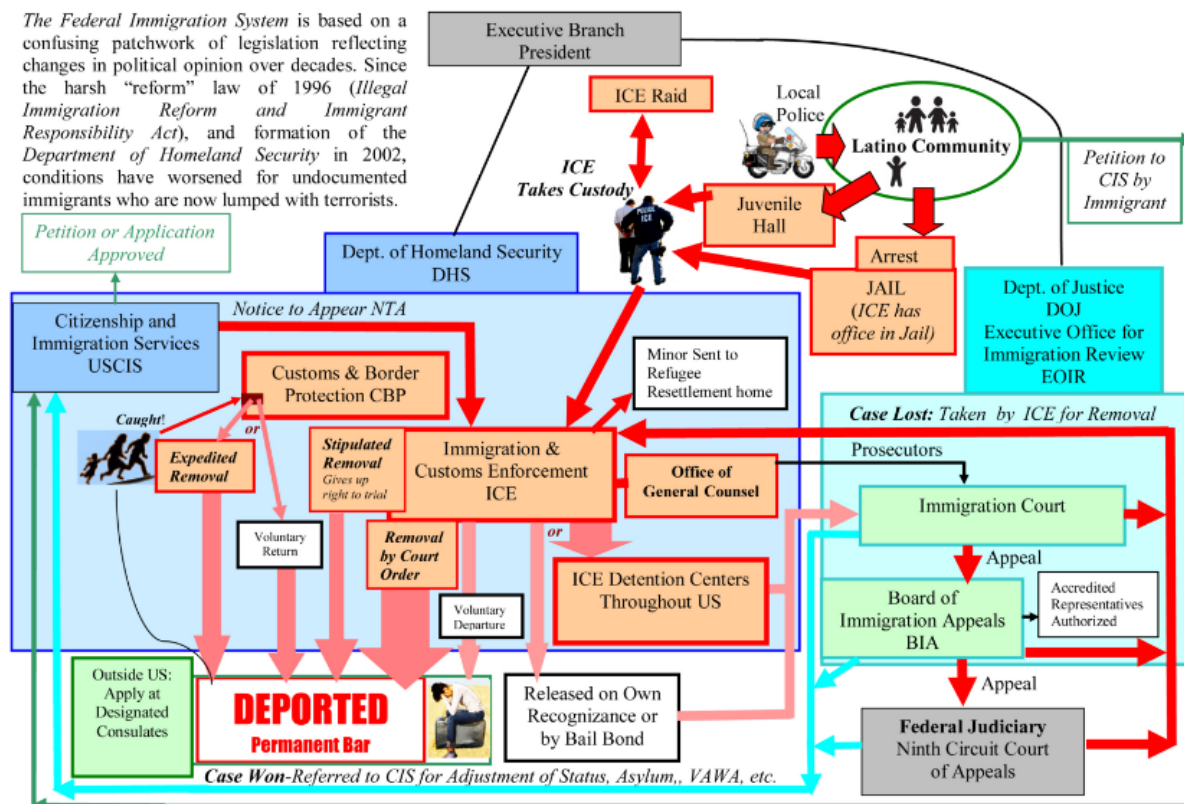 The Federal Immigration System is based on a
confusing patchwork of legislation reflecting
changes in political opinion over decades. Since
the harsh “reform” law of 1996 (Illegal
Immigration Reform and Immigrant
Responsibility Act), and formation of the
Department of Homeland Security in 2002,
conditions have worsened for undocumented
immigrants who are now lumped with terrorists.
Executive Branch
President
ICE Raid
Local
Police
Latino Community
Petition to
CIS by
Immigrant
ICE
Takes Custody
POLICE
ICE
Juvenile
Hall
Arrest
JAIL
(ICE has
office in Jail)
Petition or Application
Approved
Dept. of Homeland Security
DHS
Dept. of Justice
DOJ
Executive Office for
Immigration Review
EOIR
Notice to Appear NTA
Citizenship and
Immigration Services
USCIS
Customs & Border
Protection CBP
Minor Sent to
Refugee
Resettlement home
Caught!
or
Expedited
Removal
Stipulated
Removal
Gives up
right to trial
Immigration &
Customs Enforcement
ICE
Office of
General Counsel
Case Lost: Taken by ICE for Removal
Prosecutors
Immigration Court
Voluntary
Return
Removal
by Court
Order
or
ICE Detention Centers
Throughout US
Voluntary
Departure
Appeal
Board of
Immigration Appeals
BIA
Accredited
Representatives
Authorized
Outside US:
Apply at
Designated
Consulates
DEPORTED
Permanent Bar
Released on Own
Recognizance or
by Bail Bond
Appeal
Federal Judiciary
Ninth Circuit Court
of Appeals
Case Won-Referred to CIS for Adjustment of Status, Asylum,, VAWA, etc.